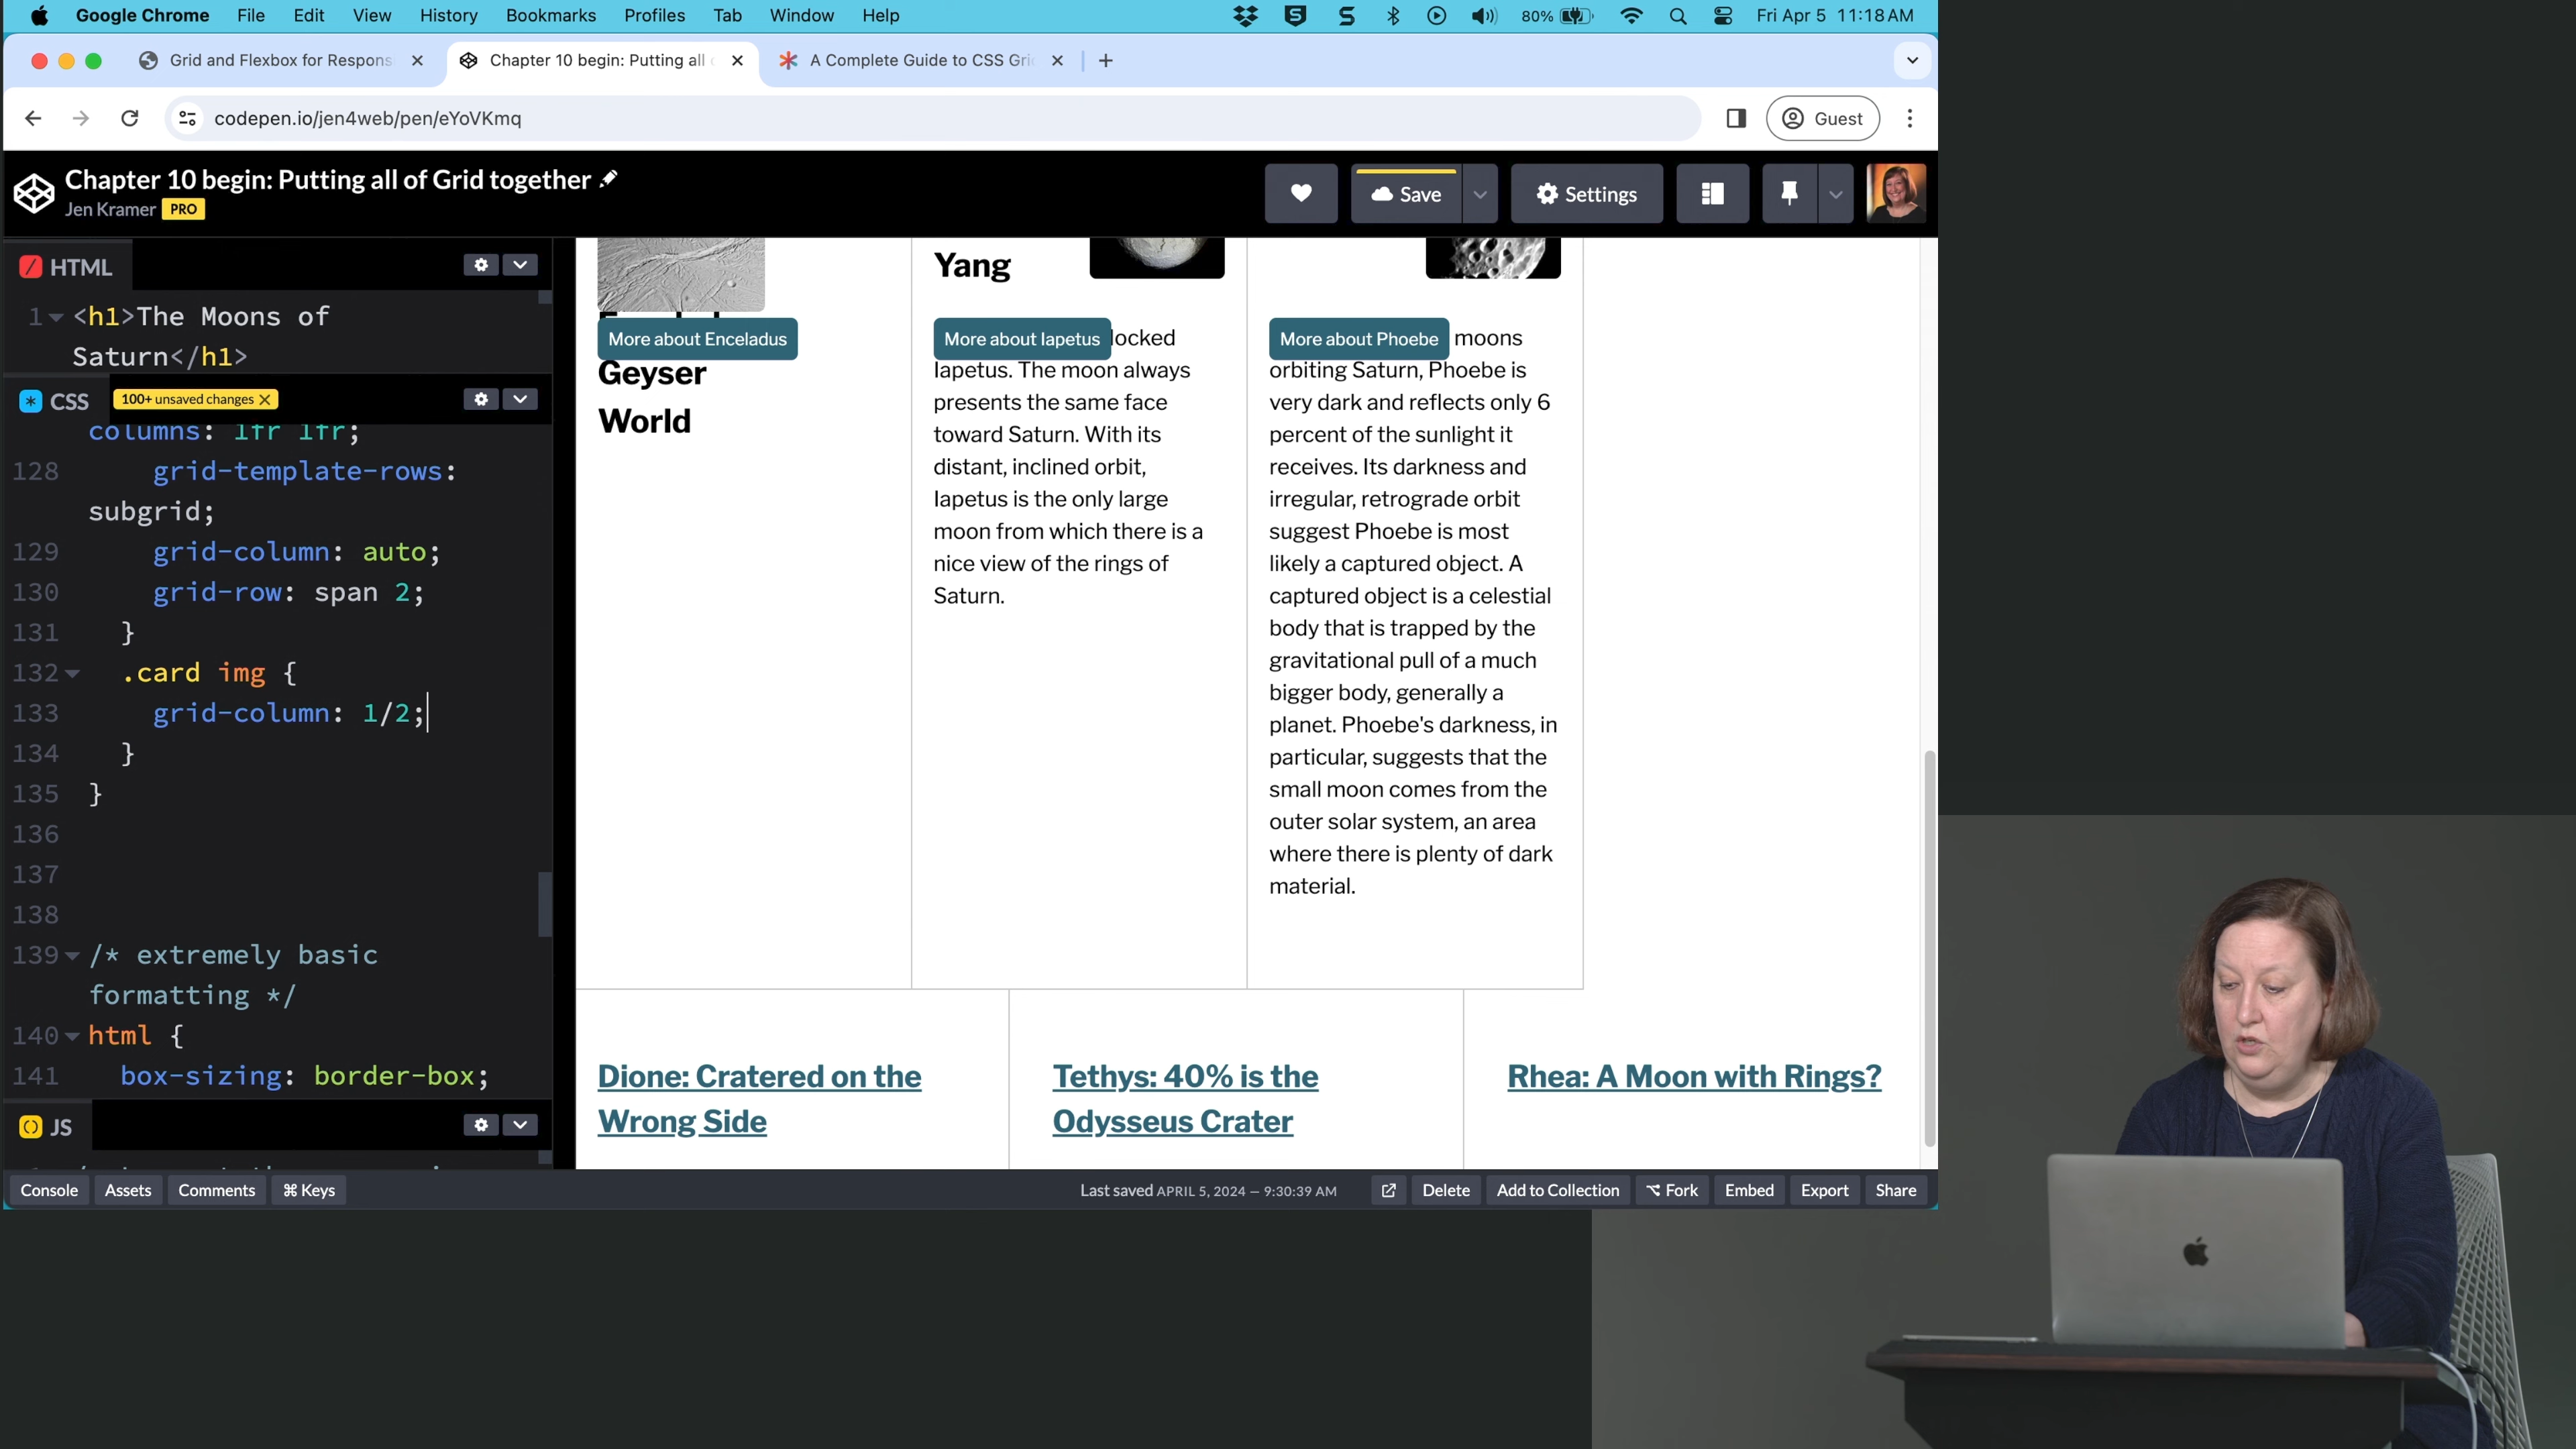 Google Chrome File Edit View History Bookmarks Profiles Tab Window Help
80% Fri Apr 5 11:18 AM
Grid and Flexbox for Respons
Chapter 10 begin: Putting all
A Complete Guide to CSS Gri
codepen.io/jen4web/pen/eYoVKmq
Guest
Chapter 10 begin: Putting all of Grid together
Jen Kramer PRO
Save
Settings
HTML
1 <h1>The Moons of
Saturn</h1>
CSS 100+ unsaved changes
columns: 1fr 1fr;
128 grid-template-rows:
subgrid;
129 grid-column: auto;
130 grid-row: span 2;
131 }
132 .card img {
133 grid-column: 1/2;
134 }
135 }
136
137
138
139 /* extremely basic
formatting */
140 html {
141 box-sizing: border-box;
JS
More about Enceladus
Geyser
World
Yang
More about Iapetus
locked
Iapetus. The moon always
presents the same face
toward Saturn. With its
distant, inclined orbit,
Iapetus is the only large
moon from which there is a
nice view of the rings of
Saturn.
More about Phoebe
moons
orbiting Saturn, Phoebe is
very dark and reflects only 6
percent of the sunlight it
receives. Its darkness and
irregular, retrograde orbit
suggest Phoebe is most
likely a captured object. A
captured object is a celestial
body that is trapped by the
gravitational pull of a much
bigger body, generally a
planet. Phoebe's darkness, in
particular, suggests that the
small moon comes from the
outer solar system, an area
where there is plenty of dark
material.
Dione: Cratered on the
Wrong Side
Tethys: 40% is the
Odysseus Crater
Rhea: A Moon with Rings?
Console Assets Comments ⌘ Keys
Last saved APRIL 5, 2024 — 9:30:39 AM
Delete Add to Collection ⌥ Fork Embed Export Share